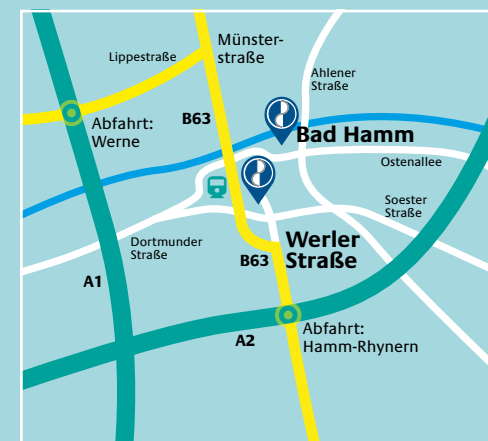 Münster-
straße
Lippestraße
Ahlener
Straße
B63
Abfahrt:
Werne
Bad Hamm
Ostenallee
Soester
Straße
Dortmunder
Straße
Werler
Straße
B63
A1
A2
Abfahrt:
Hamm-Rhynern